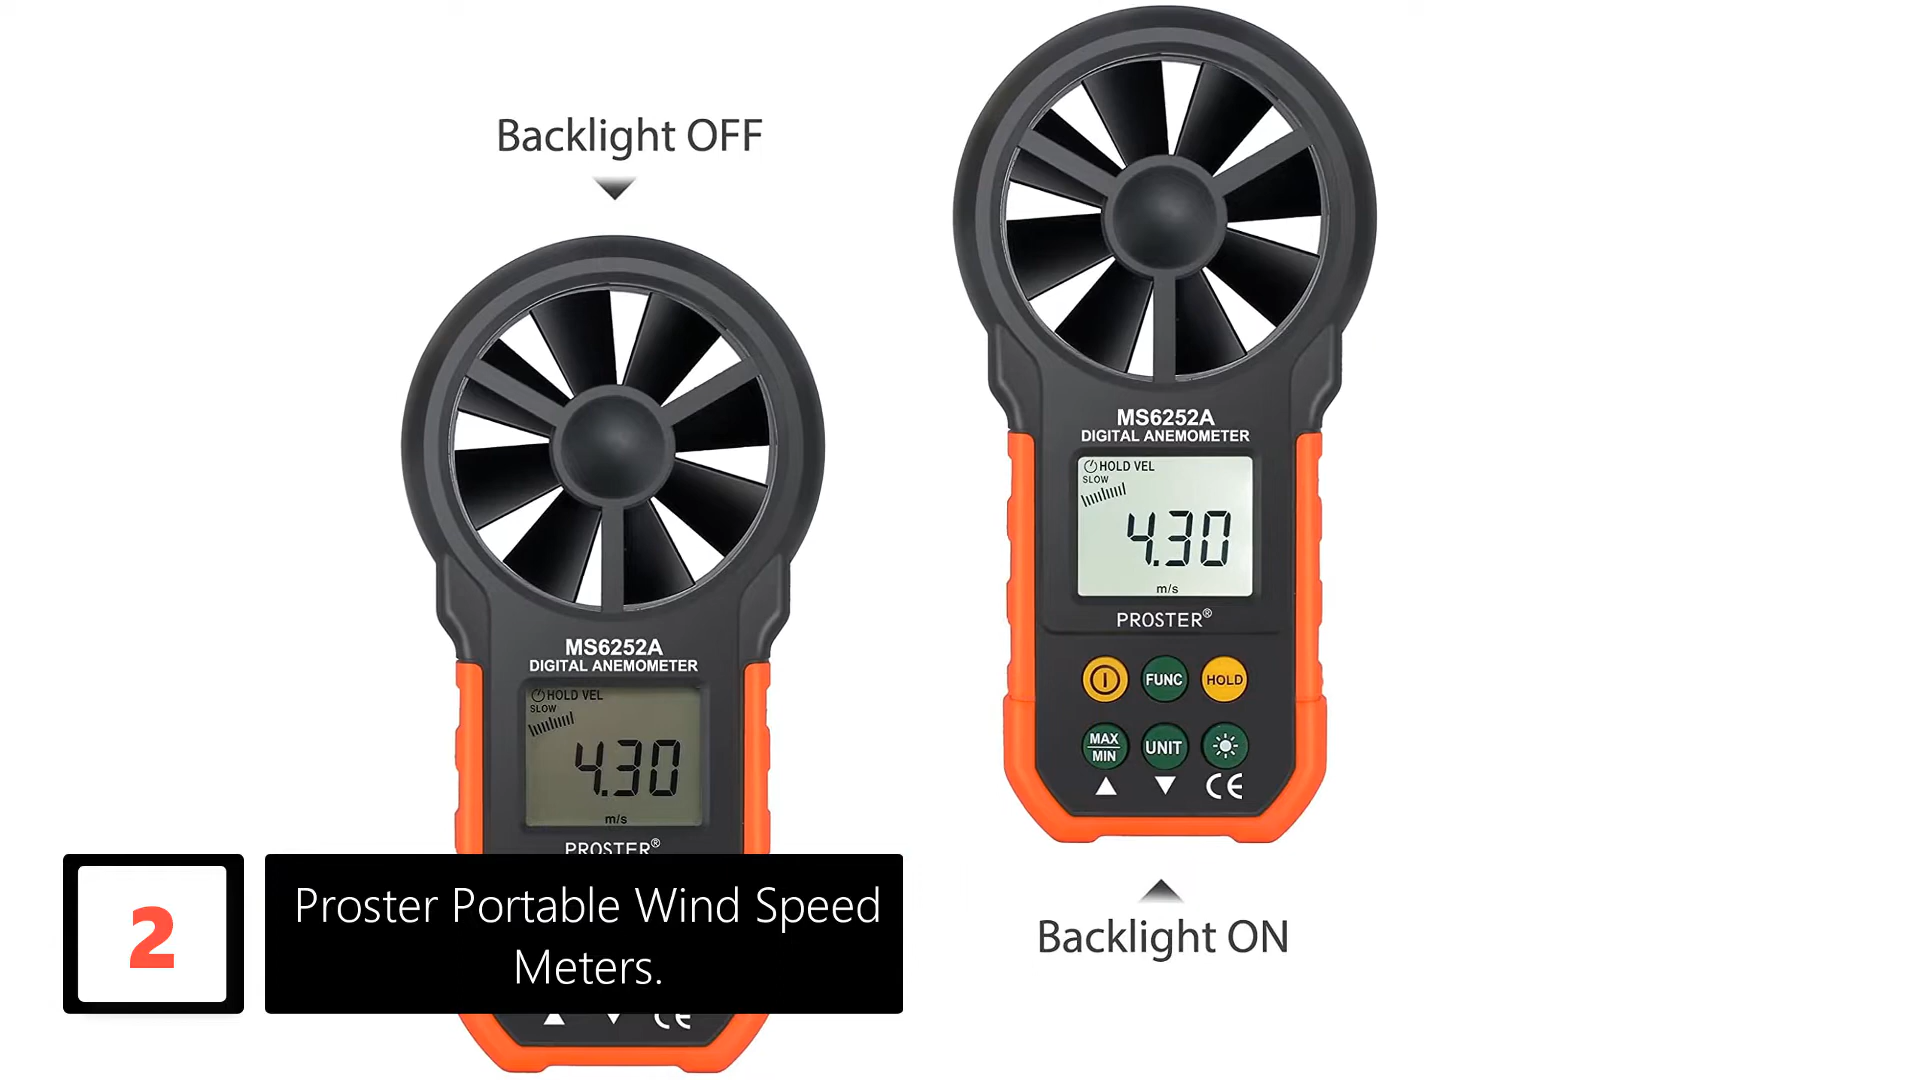 Backlight OFF
MS6252A
DIGITAL ANEMOMETER
HOLD VEL
SLOW
4.30
m/s
PROSTER®
CE
MS6252A
DIGITAL ANEMOMETER
HOLD VEL
SLOW
4.30
m/s
PROSTER®
FUNC HOLD
MAX
MIN
UNIT
CE
Backlight ON
2
Proster Portable Wind Speed
Meters.